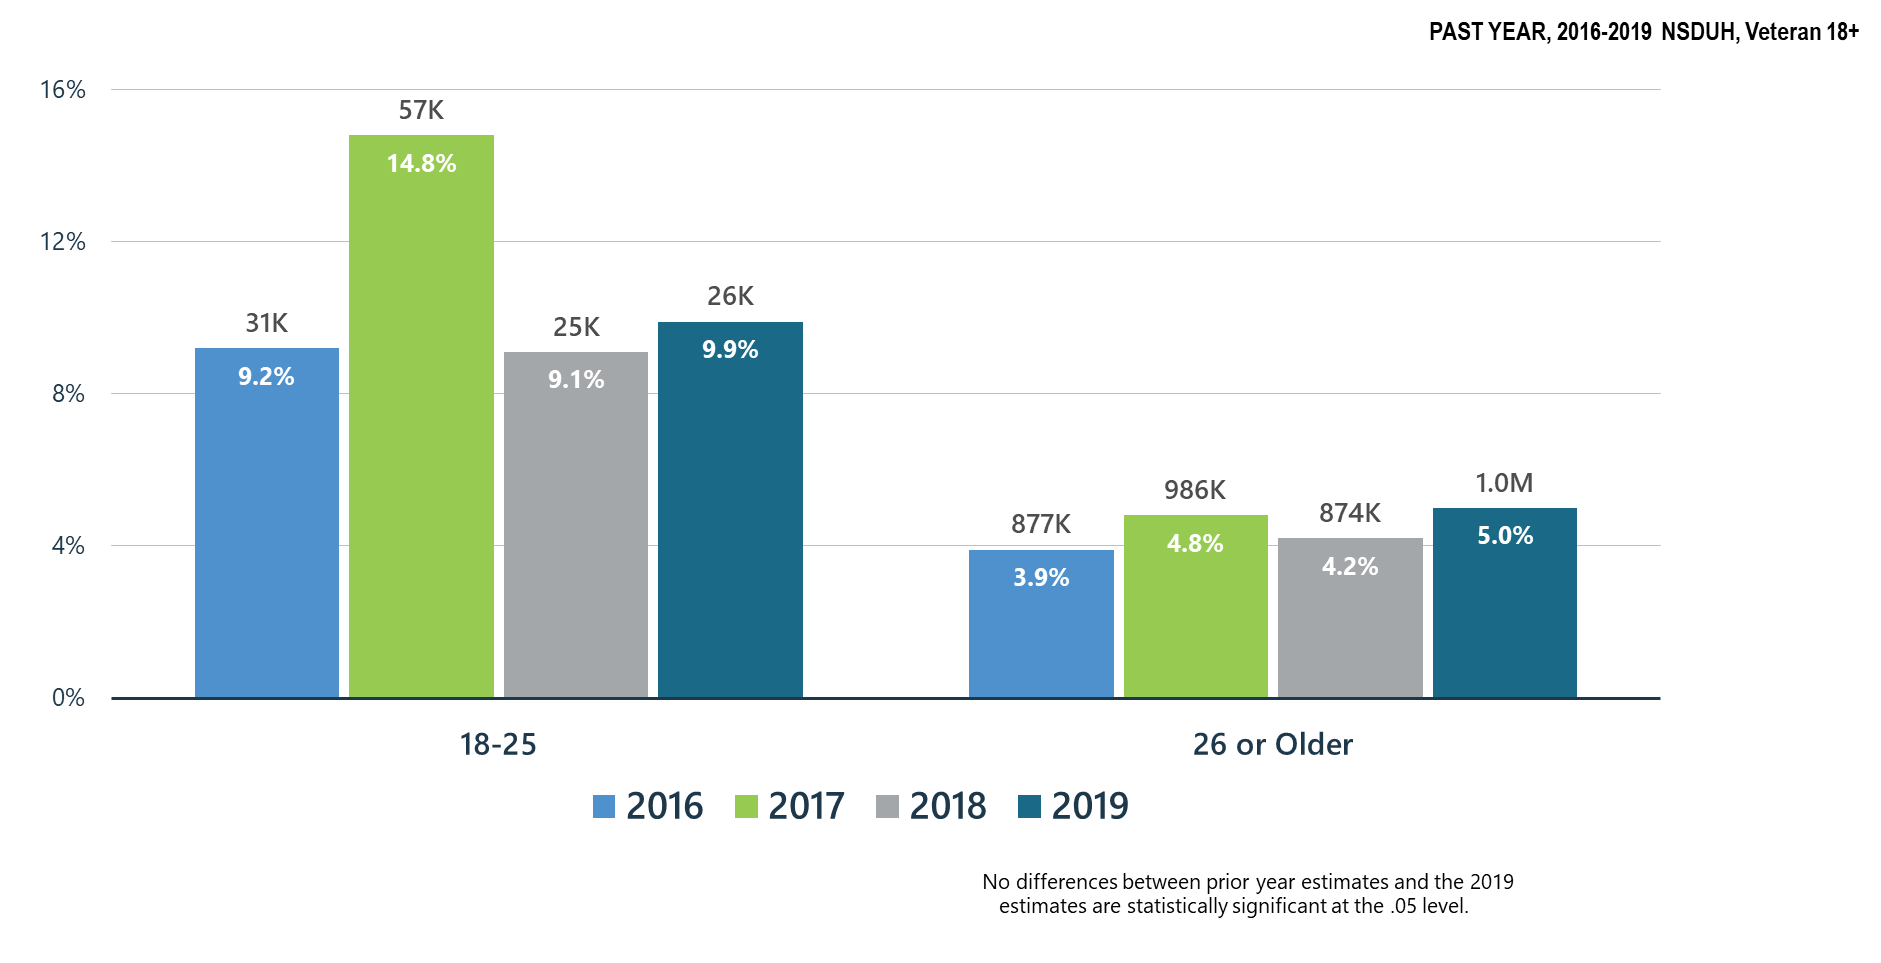 PAST YEAR, 2016-2019 NSDUH, Veteran 18+
16%
12%
8%
4%
0%
31K
9.2%
57K
14.8%
25K
9.1%
26K
9.9%
877K
3.9%
986K
4.8%
874K
4.2%
1.0M
5.0%
18-25
26 or Older
2016 2017 2018 2019
No differences between prior year estimates and the 2019
estimates are statistically significant at the .05 level.